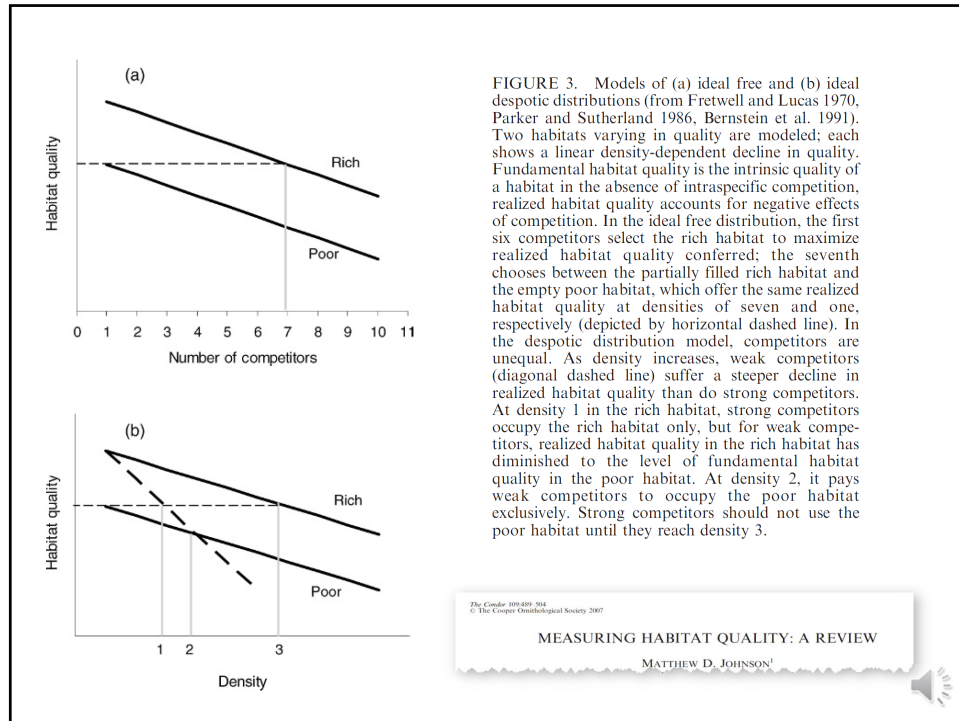 (a)
Habitat quality
Rich
Poor
0 1 2 3 4 5 6 7 8 9 10 11
Number of competitors
(b)
Habitat quality
Rich
Poor
1 2 3
Density
FIGURE 3. Models of (a) ideal free and (b) ideal
despotic distributions (from Fretwell and Lucas 1970,
Parker and Sutherland 1986, Bernstein et al. 1991).
Two habitats varying in quality are modeled; each
shows a linear density-dependent decline in quality.
Fundamental habitat quality is the intrinsic quality of
a habitat in the absence of intraspecific competition,
realized habitat quality accounts for negative effects
of competition. In the ideal free distribution, the first
six competitors select the rich habitat to maximize
realized habitat quality conferred; the seventh
chooses between the partially filled rich habitat and
the empty poor habitat, which offer the same realized
habitat quality at densities of seven and one,
respectively (depicted by horizontal dashed line). In
the despotic distribution model, competitors are
unequal. As density increases, weak competitors
(diagonal dashed line) suffer a steeper decline in
realized habitat quality than do strong competitors.
At density 1 in the rich habitat, strong competitors
occupy the rich habitat only, but for weak compe-
titors, realized habitat quality in the rich habitat has
diminished to the level of fundamental habitat
quality in the poor habitat. At density 2, it pays
weak competitors to occupy the poor habitat
exclusively. Strong competitors should not use the
poor habitat until they reach density 3.
The Condor 109:489–504
© The Cooper Ornithological Society 2007
MEASURING HABITAT QUALITY: A REVIEW
MATTHEW D. JOHNSON¹